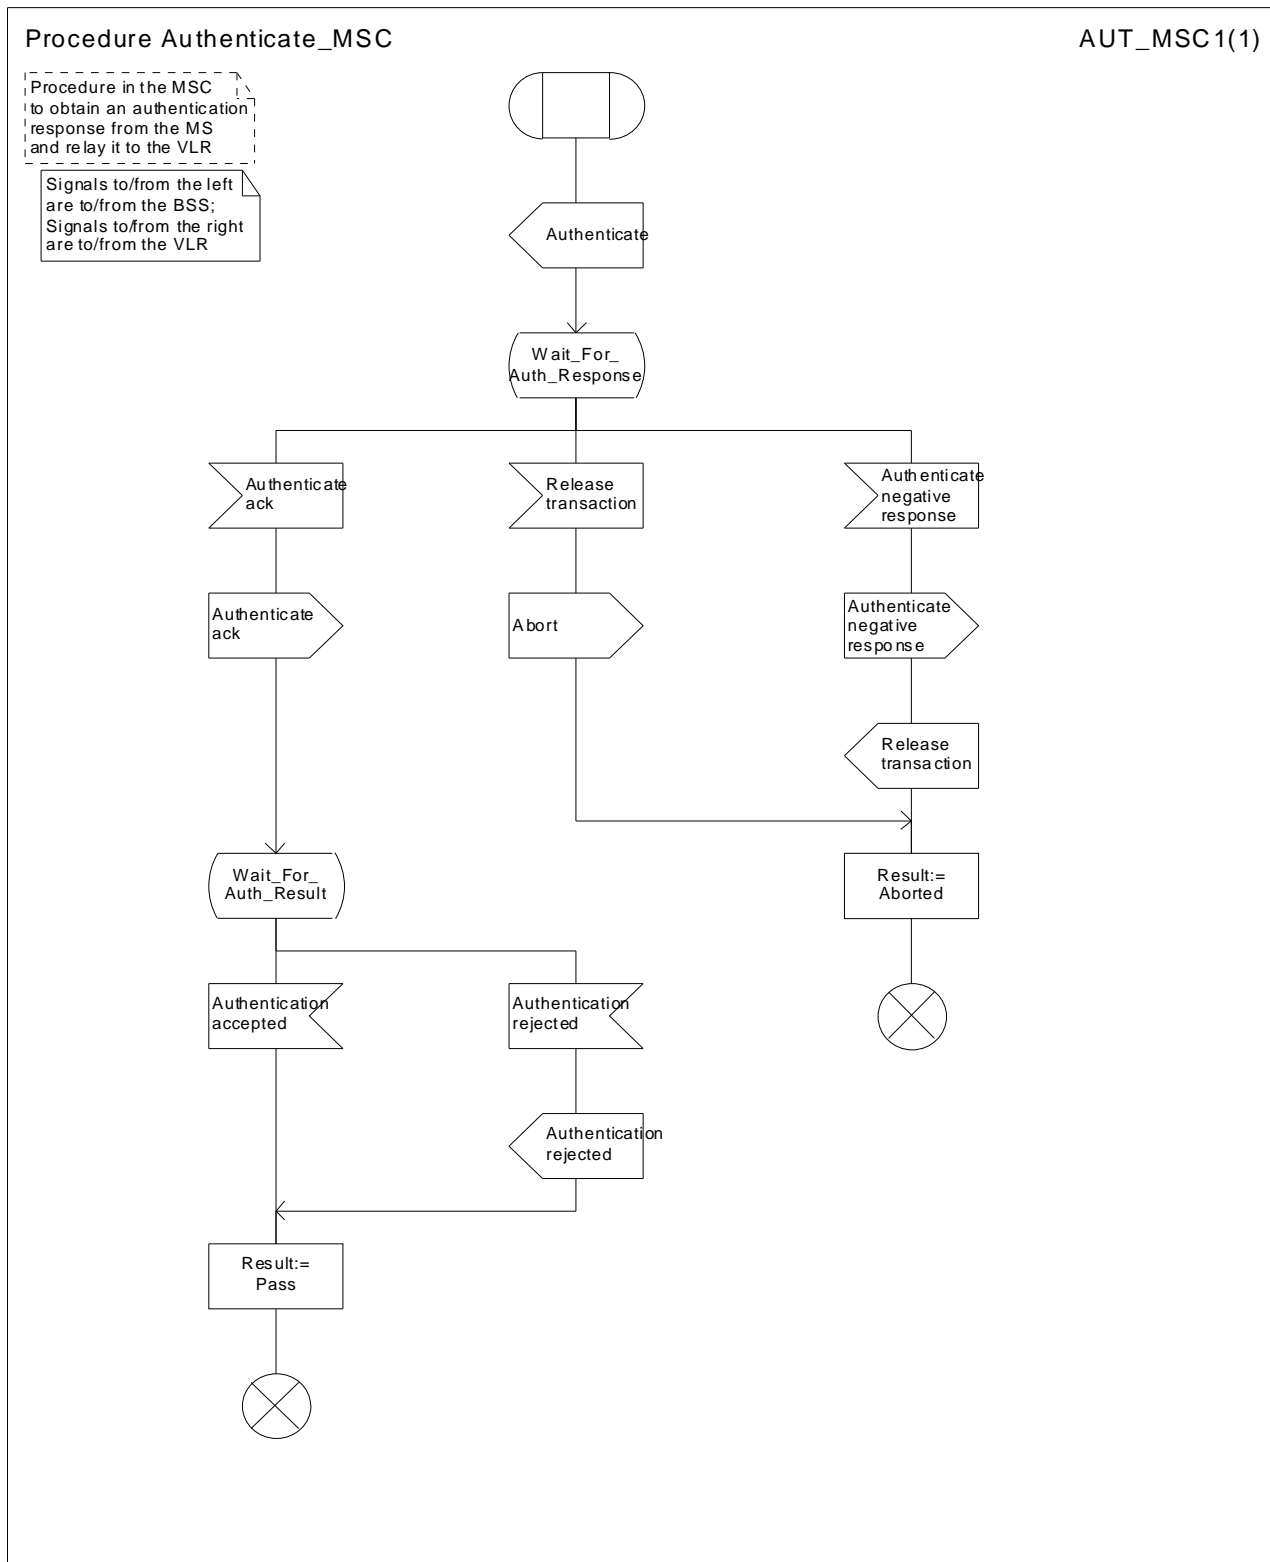 Procedure Authenticate_MSC
AUT_MSC1(1)
Procedure in the MSC
to obtain an authentication
response from the MS
and relay it to the VLR
Signals to/from the left
are to/from the BSS;
Signals to/from the right
are to/from the VLR
Authenticate
Wait_For_
Auth_Response
Authenticate
ack
Release
transaction
Authenticate
negative
response
Authenticate
ack
Abort
Authenticate
negative
response
Release
transaction
Wait_For_
Auth_Result
Result:=
Aborted
Authentication
accepted
Authentication
rejected
Authentication
rejected
Result:=
Pass